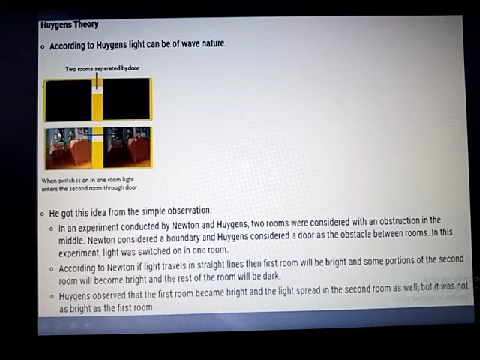 Huygens Theory
According to Huygens light can be of wave nature.
Two rooms separated by door
When switch is on in one room light
enters the second room through door
He got this idea from the simple observation:
In an experiment conducted by Newton and Huygens, two rooms were considered with an obstruction in the
middle. Newton considered a boundary and Huygens considered a door as the obstacle between rooms. In this
experiment, light was switched on in one room.
According to Newton if light travels in straight lines then first room will be bright and some portions of the second
room will become bright and the rest of the room will be dark.
Huygens observed that the first room became bright and the light spread in the second room as well, but it was not
as bright as the first room